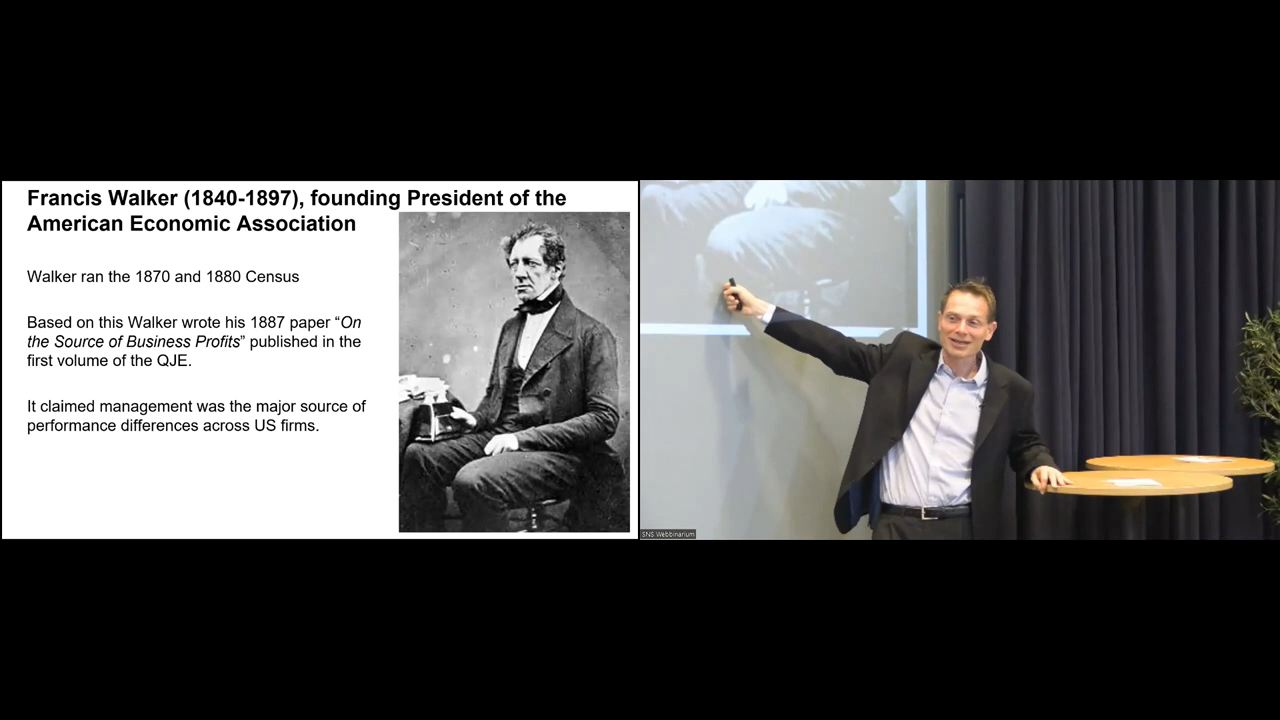 Francis Walker (1840-1897), founding President of the
American Economic Association
Walker ran the 1870 and 1880 Census
Based on this Walker wrote his 1887 paper “On
the Source of Business Profits” published in the
first volume of the QJE.
It claimed management was the major source of
performance differences across US firms.
SNS Webbinarium